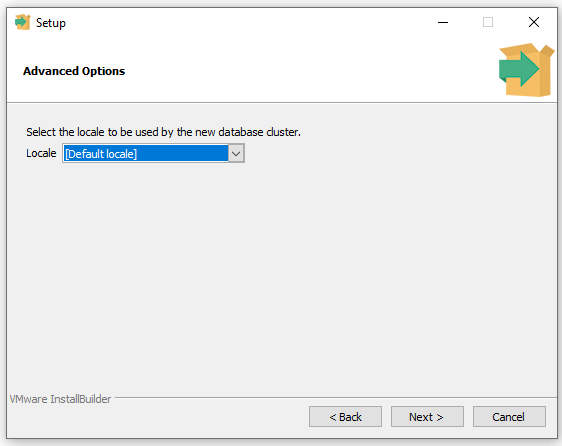 Setup
Advanced Options
Select the locale to be used by the new database cluster.
Locale [Default locale]
VMware InstallBuilder
< Back Next > Cancel